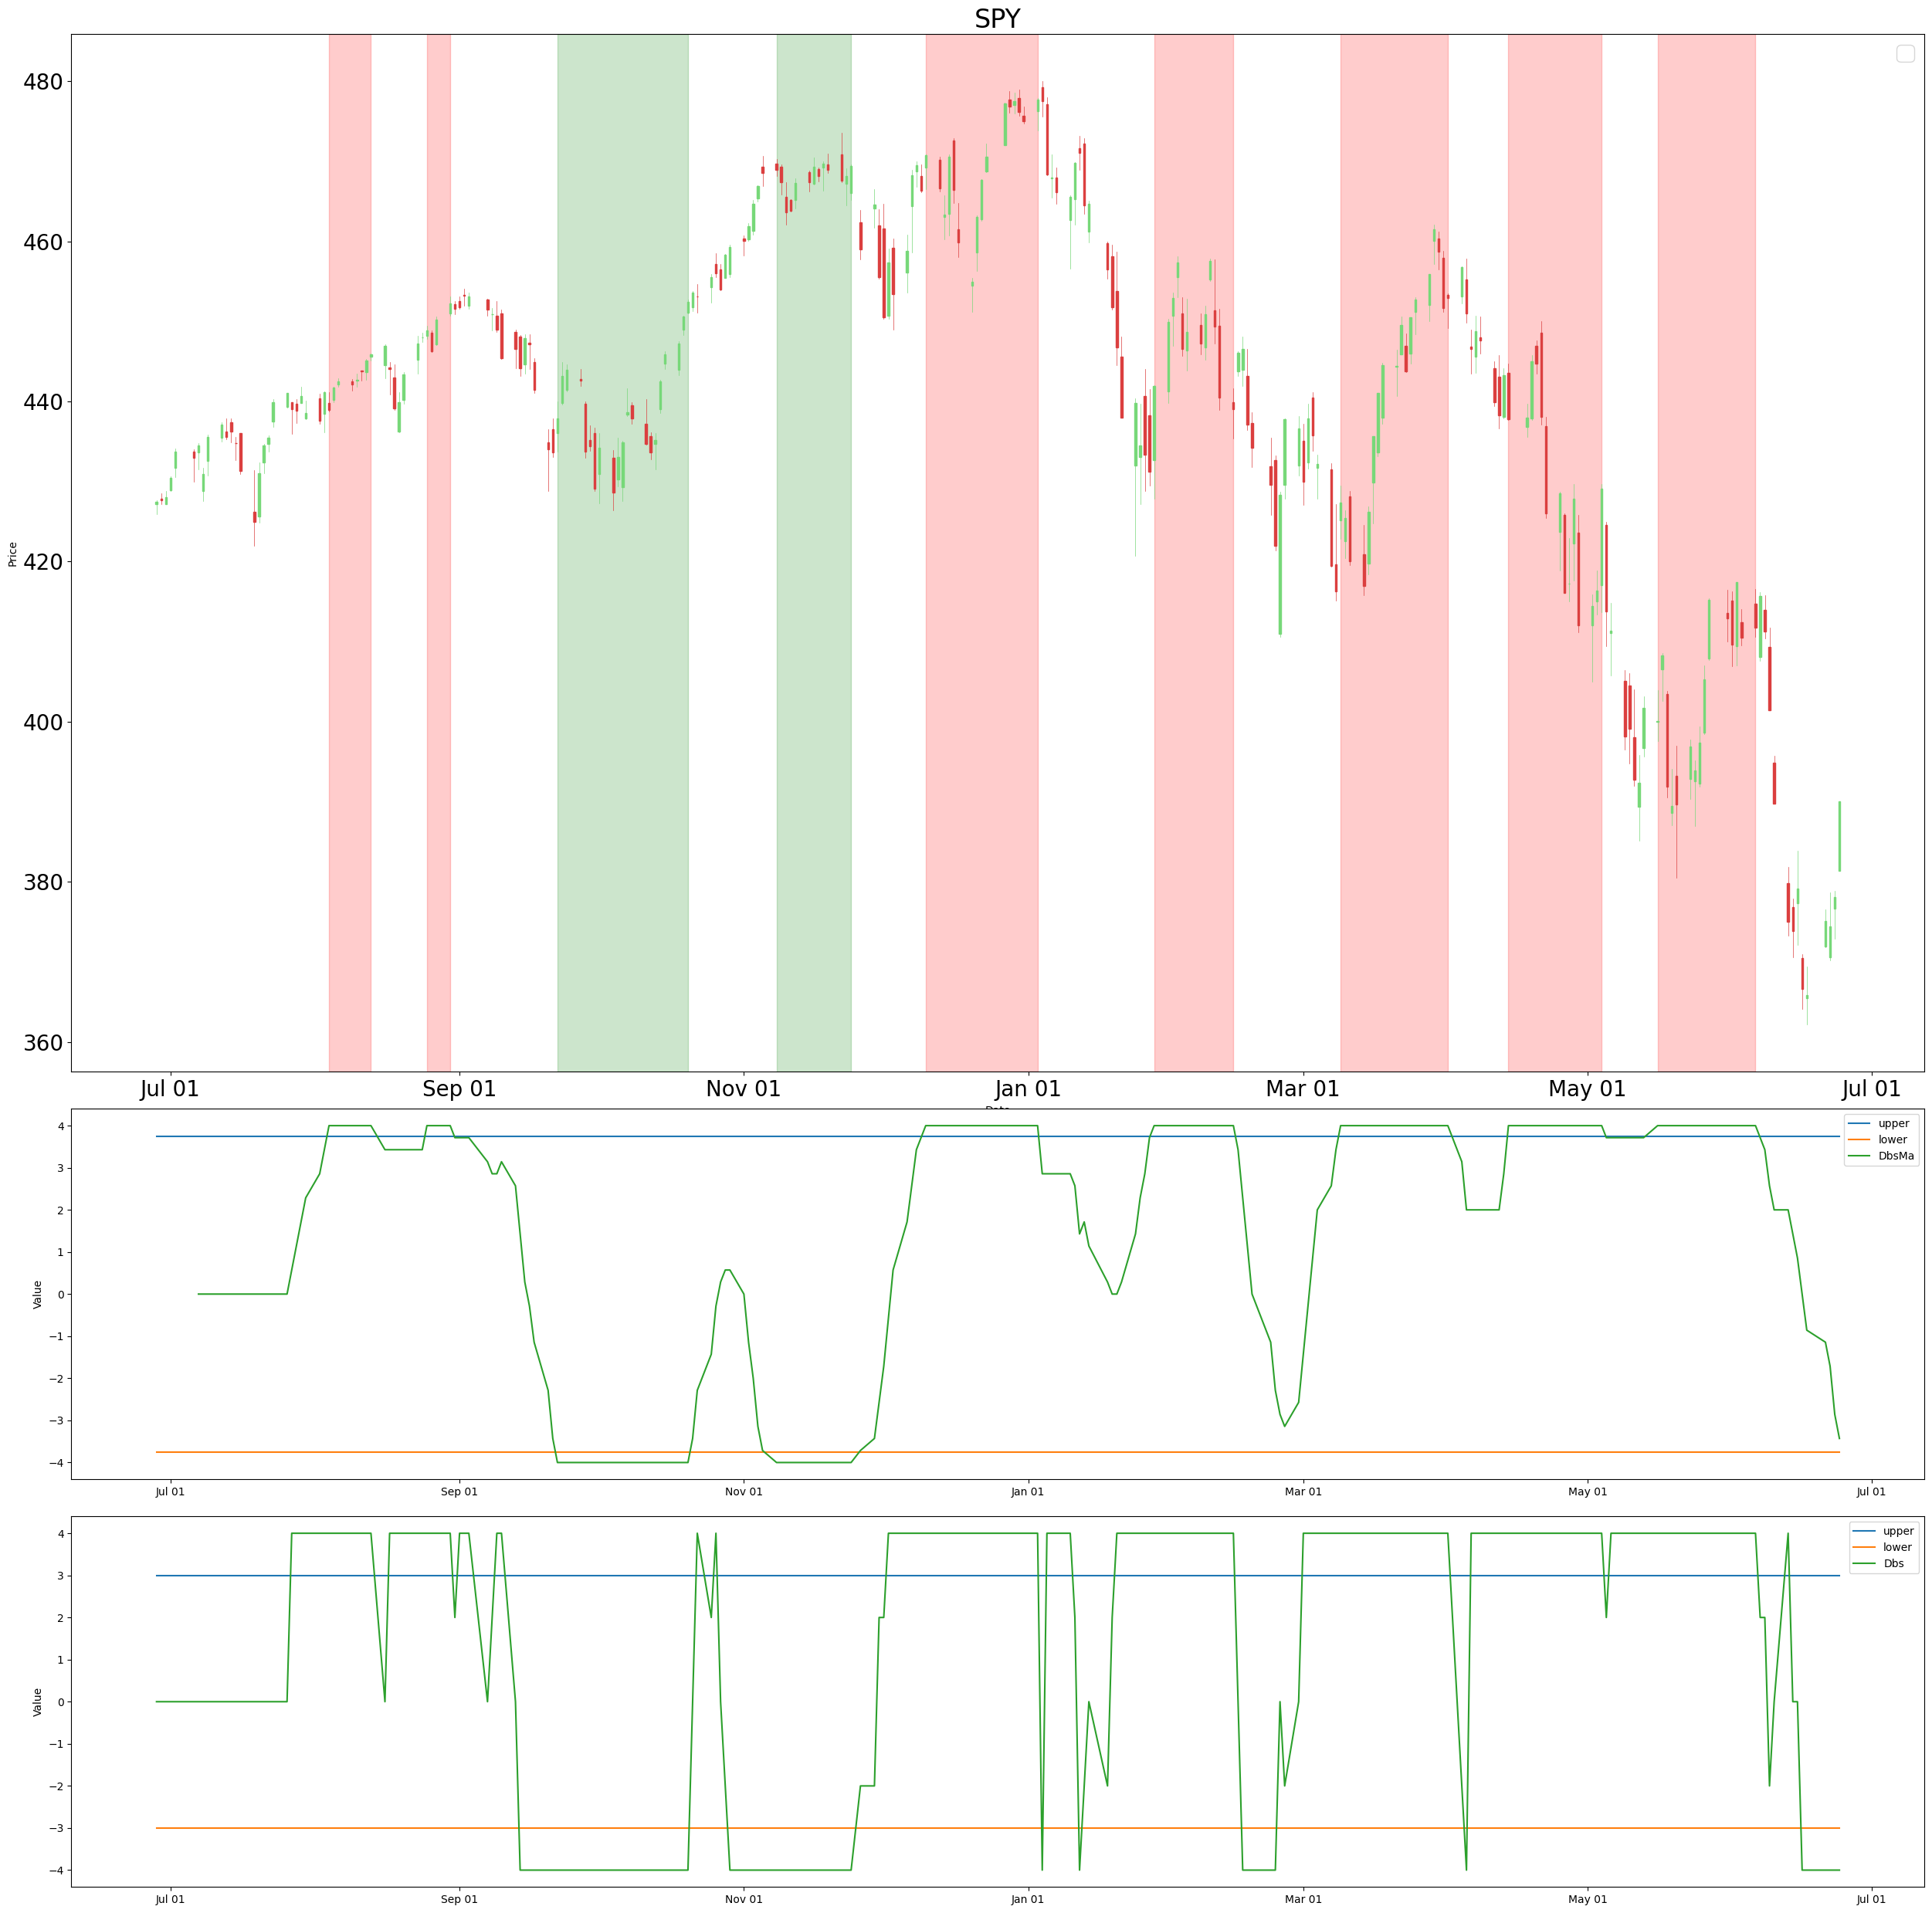 SPY
480
460
440
420
400
380
360
Price
Jul 01
Sep 01
Nov 01
Jan 01
Mar 01
May 01
Jul 01
4
3
2
1
0
−1
−2
−3
−4
Value
upper
lower
DbsMa
Jul 01
Sep 01
Nov 01
Jan 01
Mar 01
May 01
Jul 01
4
3
2
1
0
−1
−2
−3
−4
Value
upper
lower
Dbs
Jul 01
Sep 01
Nov 01
Jan 01
Mar 01
May 01
Jul 01